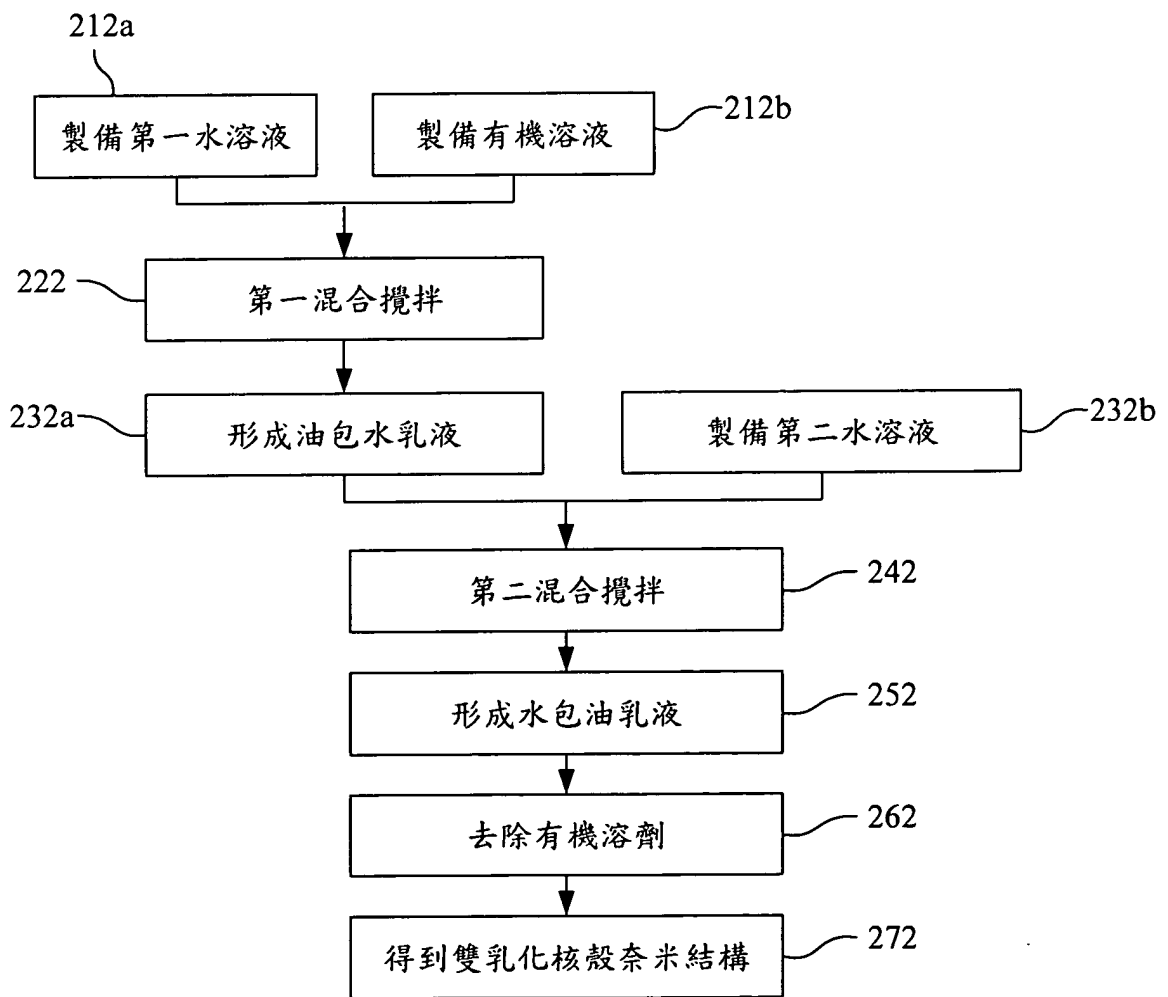 212a
製備第一水溶液
製備有機溶液
212b
222
第一混合攪拌
232a
形成油包水乳液
製備第二水溶液
232b
第二混合攪拌
242
形成水包油乳液
252
去除有機溶劑
262
得到雙乳化核殼奈米結構
272